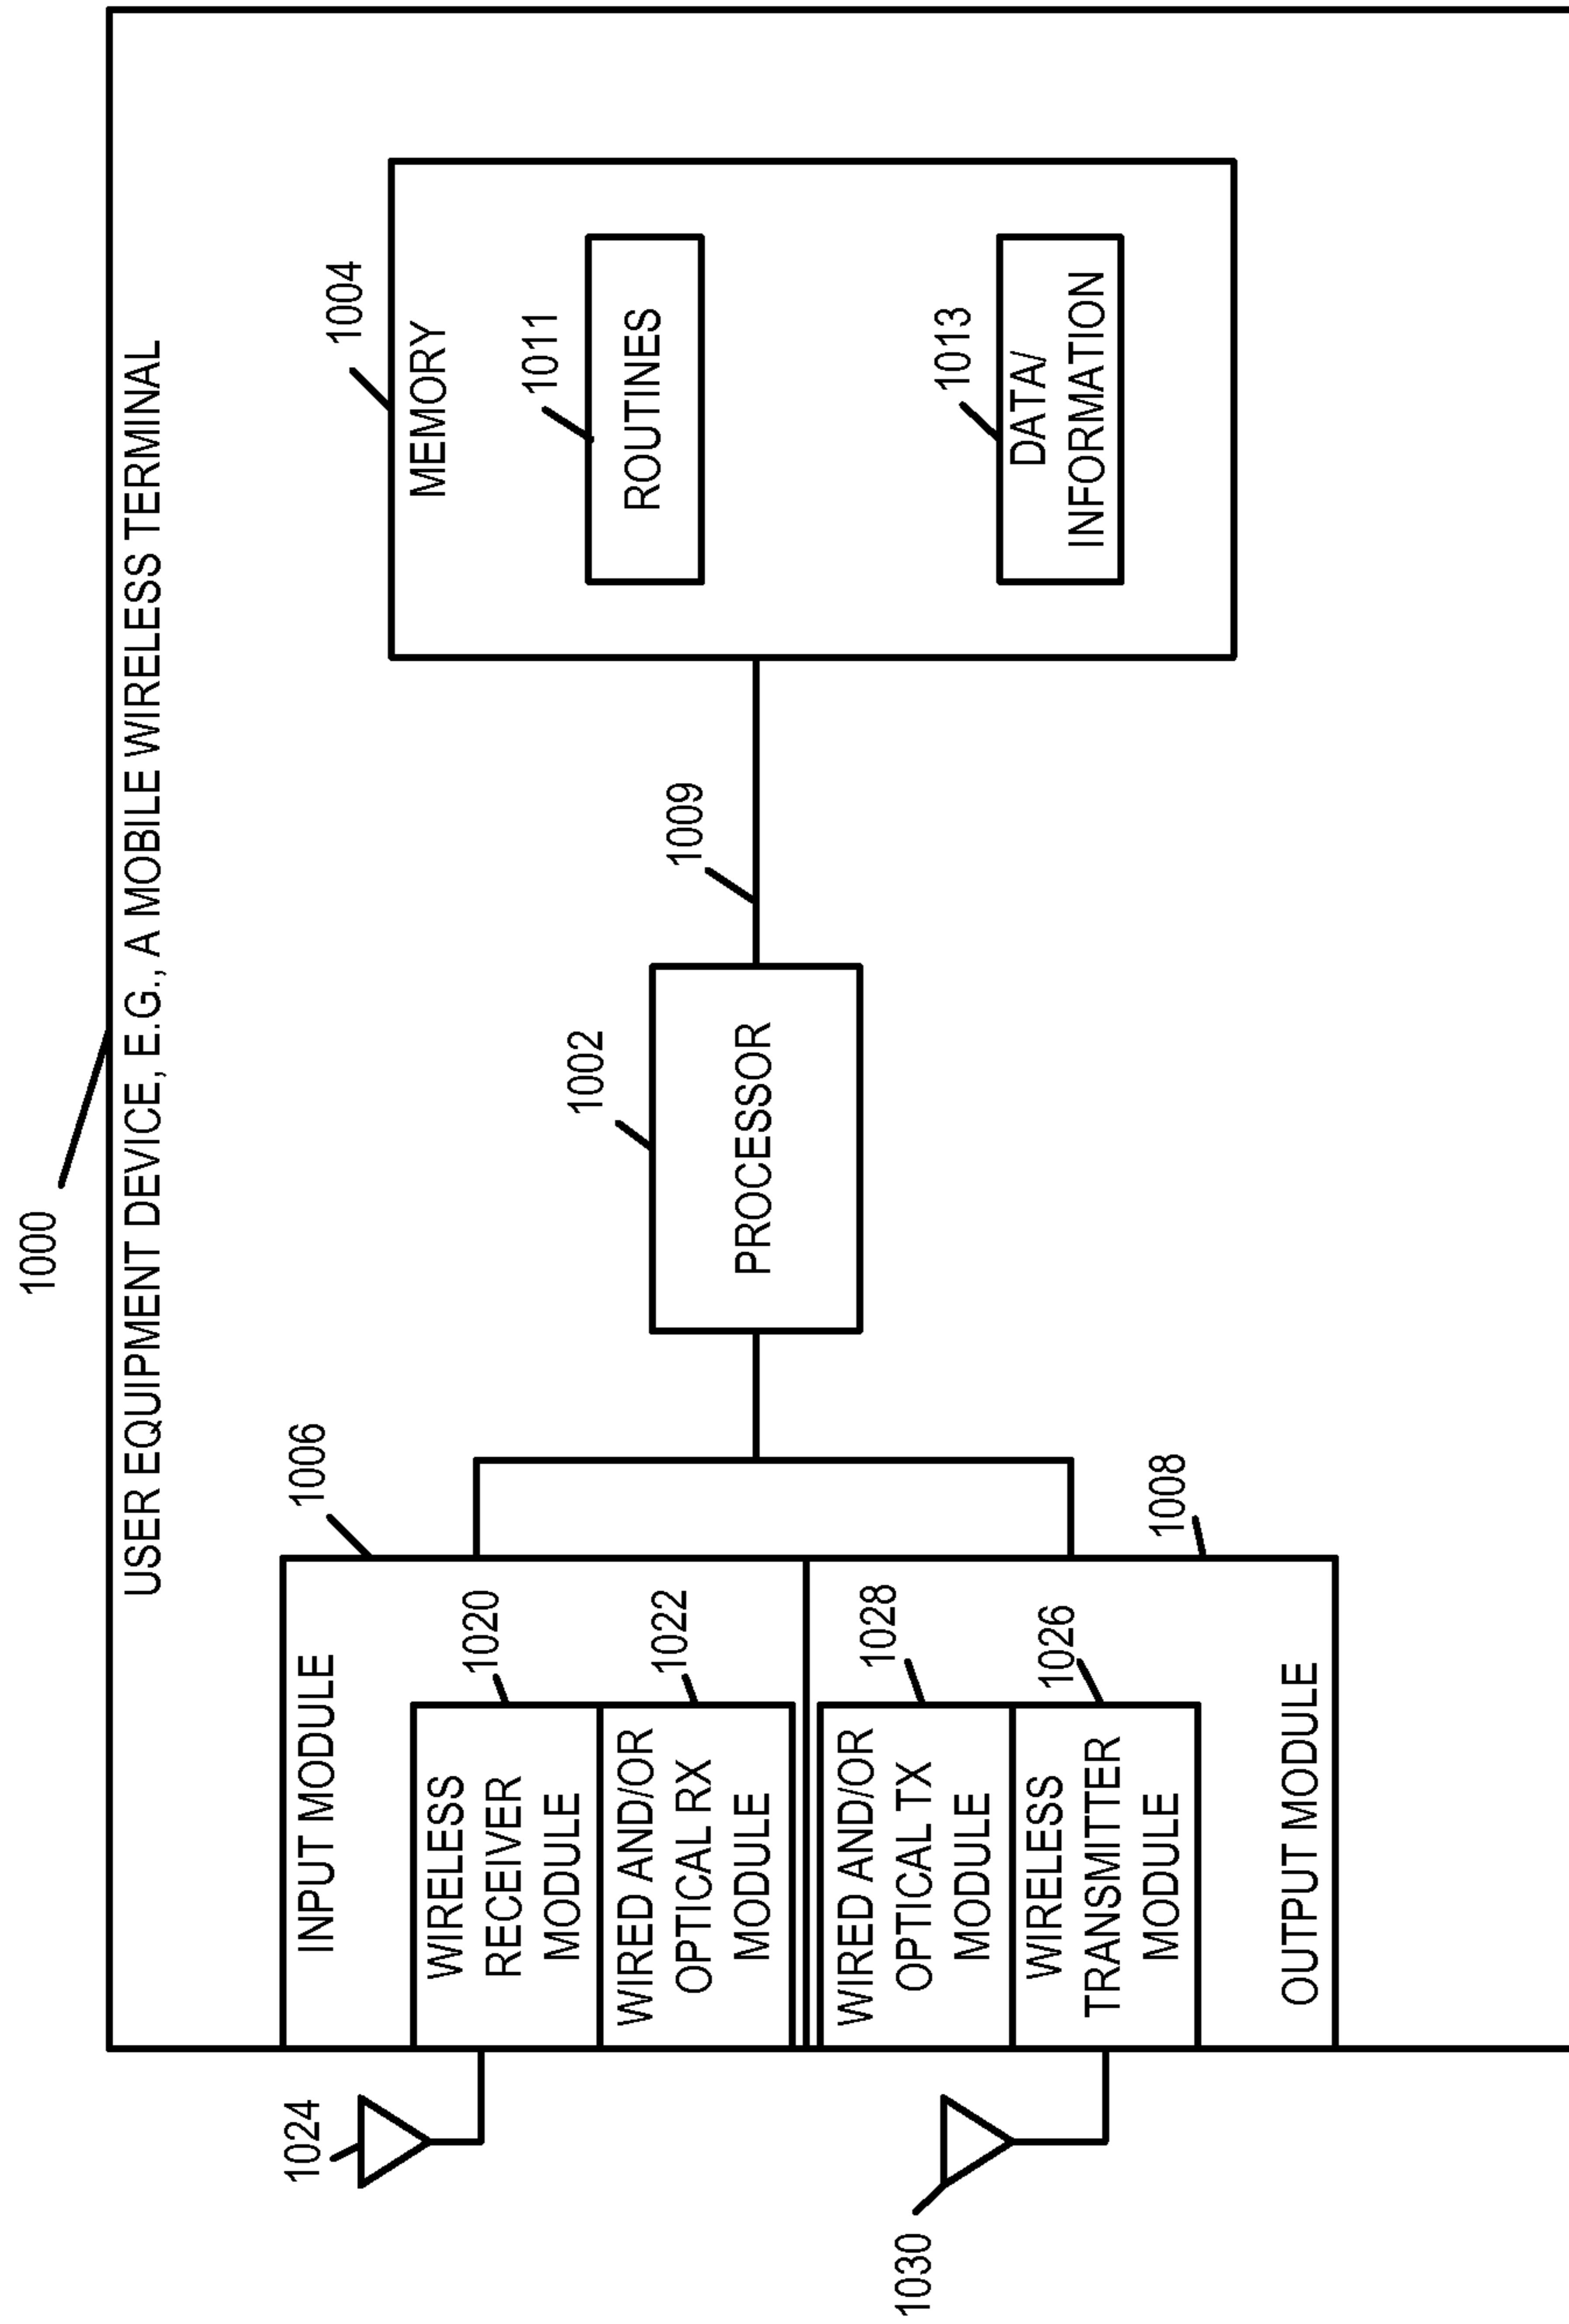 1000
USER EQUIPMENT DEVICE, E.G., A MOBILE WIRELESS TERMINAL
1024
1006
INPUT MODULE
1020
WIRELESS
RECEIVER
MODULE
1022
WIRED AND/OR
OPTICAL RX
MODULE
1028
WIRED AND/OR
OPTICAL TX
MODULE
1026
WIRELESS
TRANSMITTER
MODULE
1008
OUTPUT MODULE
1030
1002
PROCESSOR
1009
1004
MEMORY
1011
ROUTINES
1013
DATA/
INFORMATION